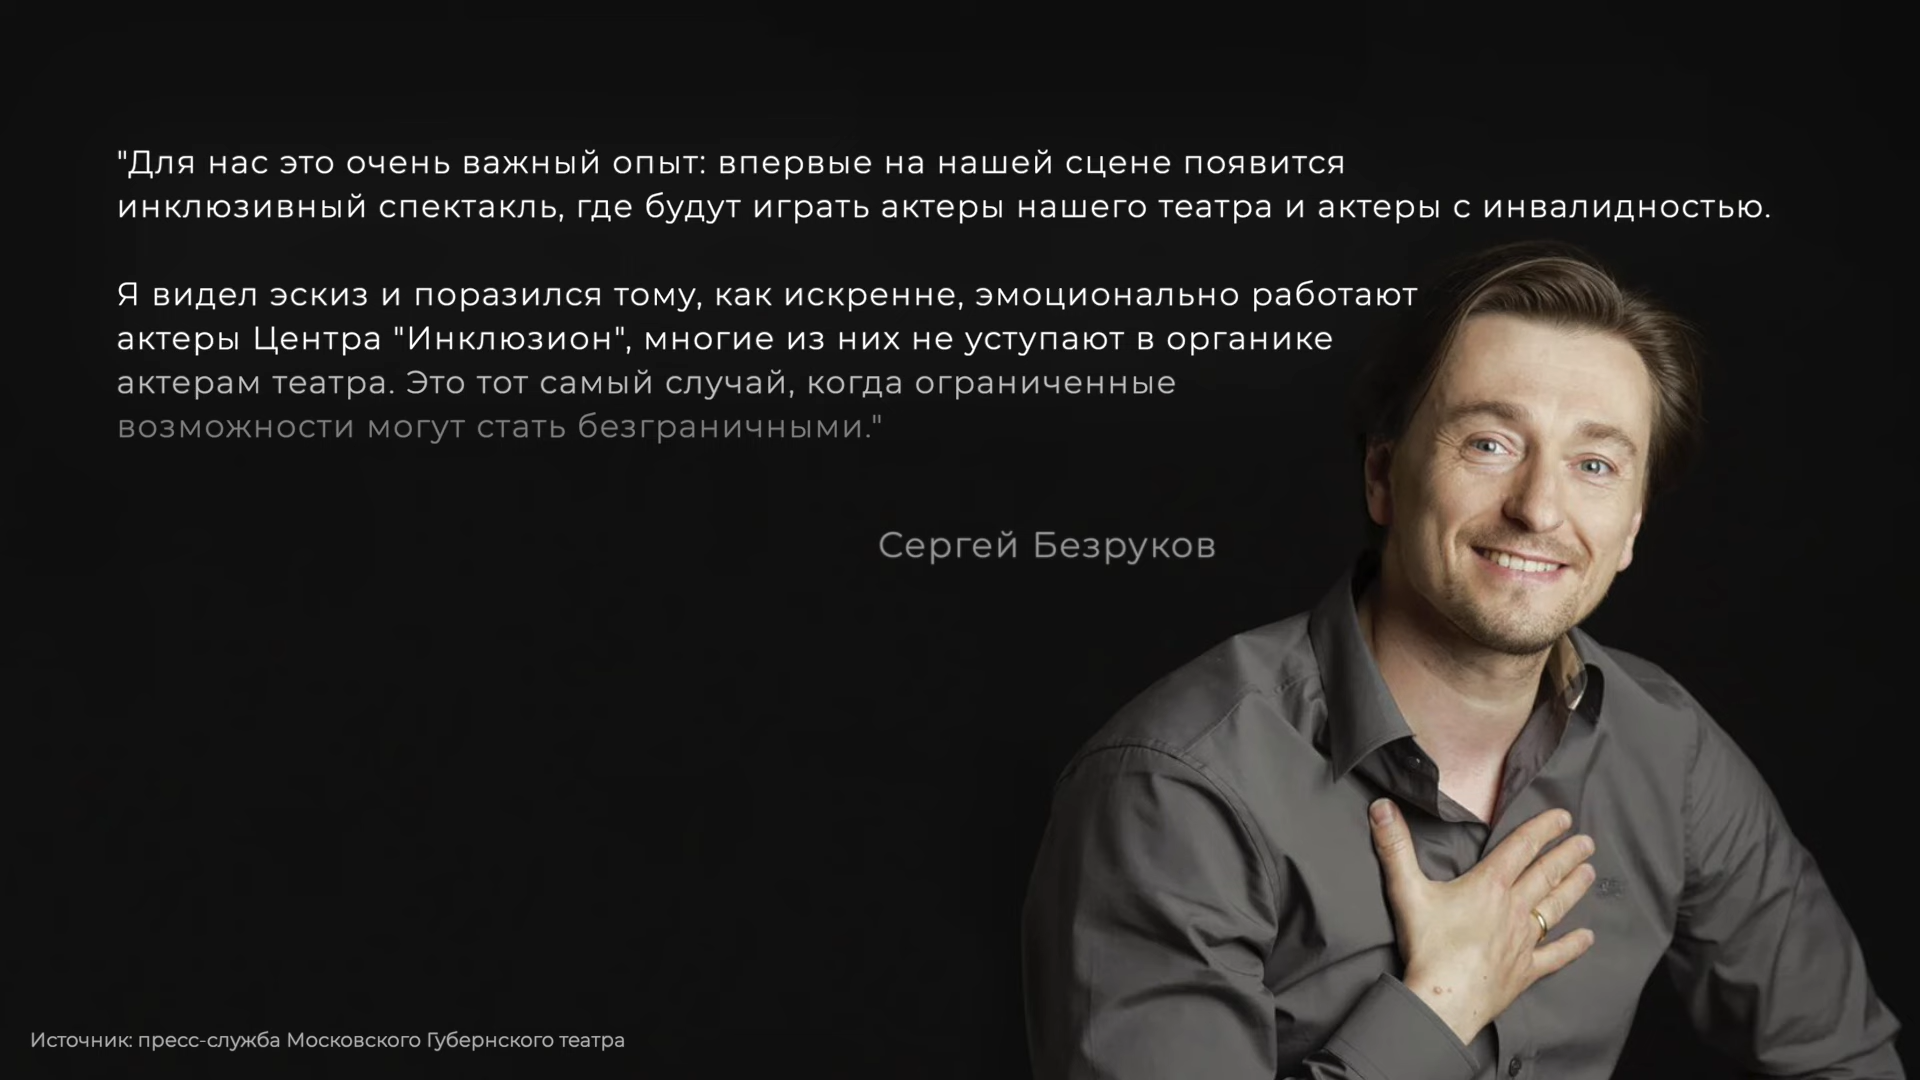 "Для нас это очень важный опыт: впервые на нашей сцене появится
инклюзивный спектакль, где будут играть актеры нашего театра и актеры с инвалидностью.
Я видел эскиз и поразился тому, как искренне, эмоционально работают
актеры Центра "Инклюзион", многие из них не уступают в органике
актерам театра. Это тот самый случай, когда ограниченные
возможности могут стать безграничными."
Сергей Безруков
Источник: пресс-служба Московского Губернского театра